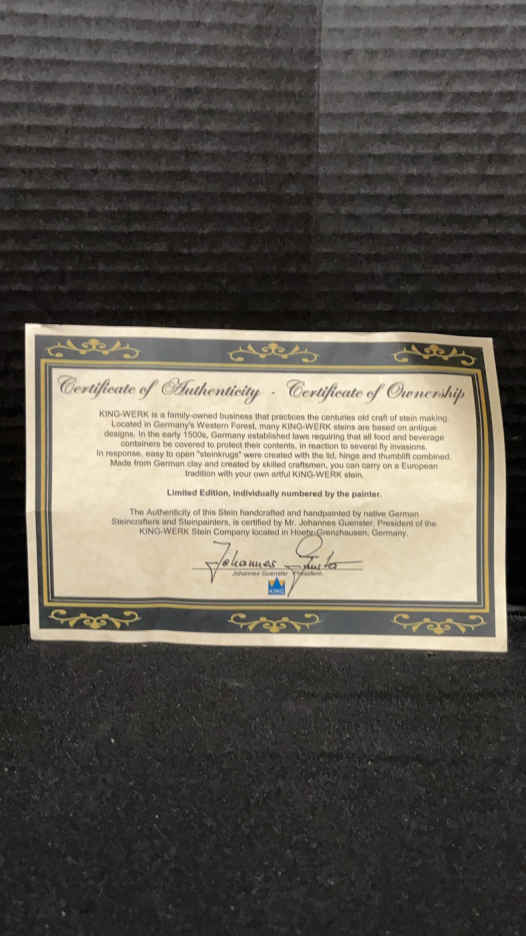 Certificate of Authenticity - Certificate of Ownership
KING-WERK is a family-owned business that practices the centuries old craft of stein making.
Located in Germany's Western Forest, many KING-WERK steins are based on antique
designs. In the early 1500s, Germany established laws requiring that all food and beverage
containers be covered to protect their contents, in reaction to several fly invasions.
In response, easy to open "steinkrugs" were created with the lid, hinge and thumblift combined.
Made from German clay and created by skilled craftsmen, you can carry on a European
tradition with your own artful KING-WERK stein.
Limited Edition, individually numbered by the painter.
The Authenticity of this Stein handcrafted and handpainted by native German
Steincrafters and Steinpainters, is certified by Mr. Johannes Guenster, President of the
KING-WERK Stein Company located in Hoehr-Grenzhausen, Germany.
Johannes Guenster President
KING